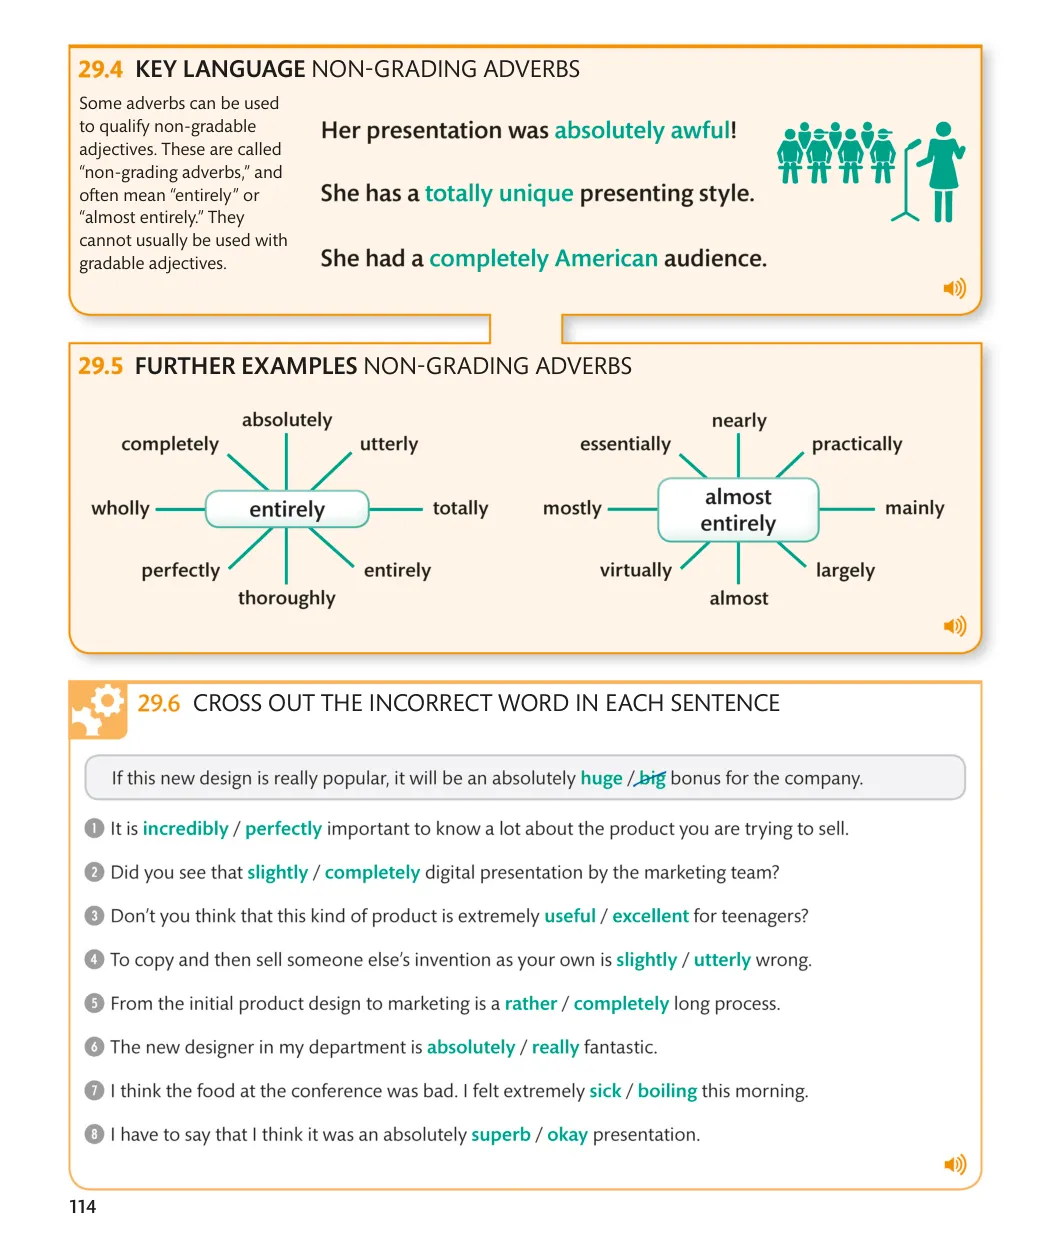 29.4 KEY LANGUAGE NON-GRADING ADVERBS
Some adverbs can be used
to qualify non-gradable
adjectives. These are called
“non-grading adverbs,” and
often mean “entirely” or
“almost entirely.” They
cannot usually be used with
gradable adjectives.
Her presentation was absolutely awful!
She has a totally unique presenting style.
She had a completely American audience.
29.5 FURTHER EXAMPLES NON-GRADING ADVERBS
absolutely
completely
utterly
wholly
entirely
totally
perfectly
entirely
thoroughly
nearly
essentially
practically
mostly
almost
entirely
mainly
virtually
largely
almost
29.6 CROSS OUT THE INCORRECT WORD IN EACH SENTENCE
If this new design is really popular, it will be an absolutely huge / big bonus for the company.
1 It is incredibly / perfectly important to know a lot about the product you are trying to sell.
2 Did you see that slightly / completely digital presentation by the marketing team?
3 Don’t you think that this kind of product is extremely useful / excellent for teenagers?
4 To copy and then sell someone else’s invention as your own is slightly / utterly wrong.
5 From the initial product design to marketing is a rather / completely long process.
6 The new designer in my department is absolutely / really fantastic.
7 I think the food at the conference was bad. I felt extremely sick / boiling this morning.
8 I have to say that I think it was an absolutely superb / okay presentation.
114